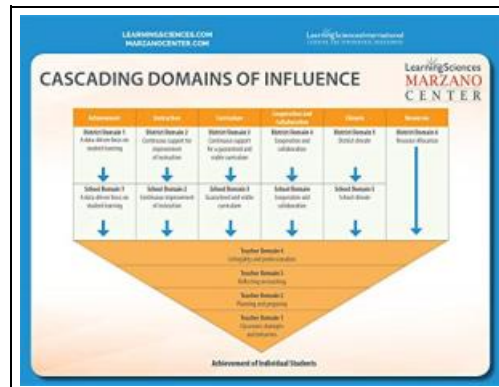 LEARNINGSCIENCES.COM
MARZANOCENTER.COM
LearningSciencesInternational
LearningSciences
MARZANO
CENTER
CASCADING DOMAINS OF INFLUENCE
Achievement
Instruction
Curriculum
Cooperation and
Collaboration
Climate
Resources
District Domain 1
A data-driven focus on
student learning
District Domain 2
Continuous support for
improvement
of instruction
District Domain 3
Continuous support
for a guaranteed and
viable curriculum
District Domain 4
Cooperation and
collaboration
District Domain 5
District climate
District Domain 6
Resource allocation
School Domain 1
A data-driven focus on
student learning
School Domain 2
Continuous improvement
of instruction
School Domain 3
Guaranteed and viable
curriculum
School Domain
Cooperation and
collaboration
School Domain 5
School climate
Teacher Domain 4
Collegiality and professionalism
Teacher Domain 3
Reflecting on teaching
Teacher Domain 2
Planning and preparing
Teacher Domain 1
Classroom strategies
and behaviors
Achievement of Individual Students